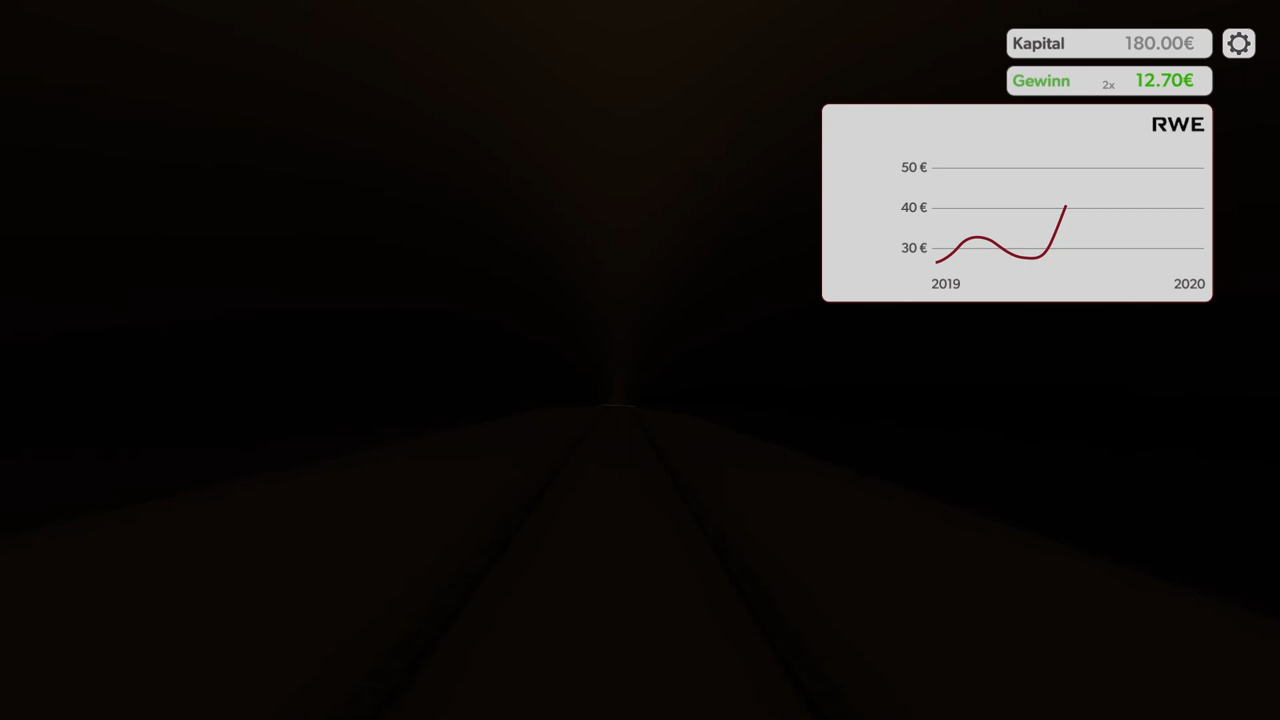 Kapital 180.00€
Gewinn 2x 12.70€
RWE
50 €
40 €
30 €
2019 2020